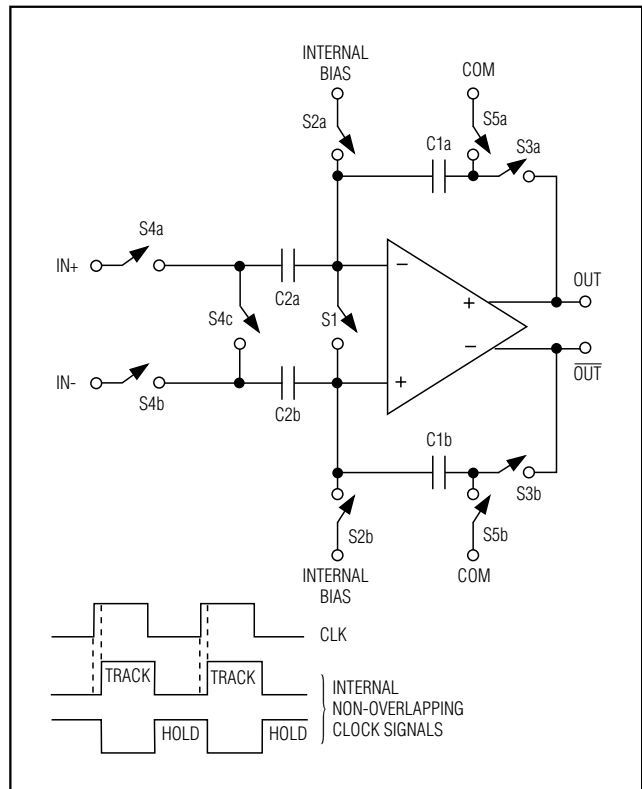 INTERNAL
BIAS
COM
S2a
S5a
C1a
S3a
S4a
IN+
C2a
−
OUT
S4c
S1
+
−
OUT
IN-
S4b
C2b
+
C1b
S3b
S2b
S5b
INTERNAL
BIAS
COM
CLK
TRACK
TRACK
INTERNAL
NON-OVERLAPPING
CLOCK SIGNALS
HOLD
HOLD